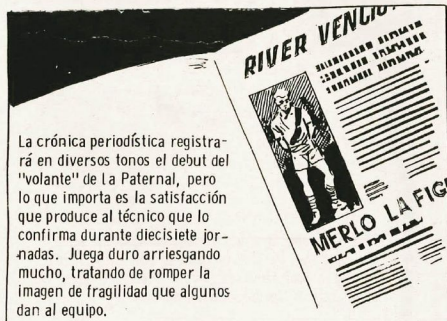 RIVER VENCIO
MERLO LA FIG
La crónica periodística registra-
rá en diversos tonos el debut del
"volante" de La Paternal, pero
lo que importa es la satisfacción
que produce al técnico que lo
confirma durante diecisiete jor-
nadas. Juega duro arriesgando
mucho, tratando de romper la
imagen de fragilidad que algunos
dan al equipo.